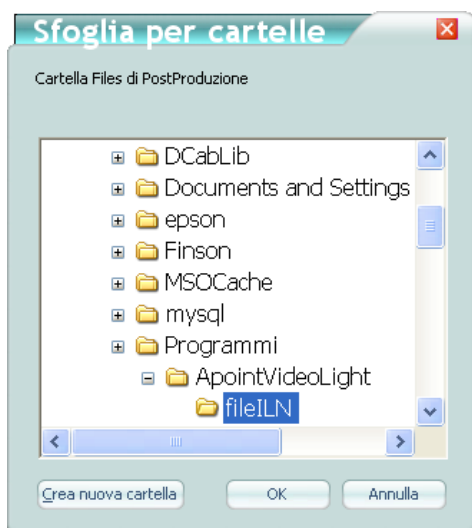 Sfoglia per cartelle
Cartella Files di PostProduzione
DCabLib
Documents and Settings
epson
Finson
MSOCache
mysql
Programmi
ApointVideoLight
fileILN
Crea nuova cartella OK Annulla